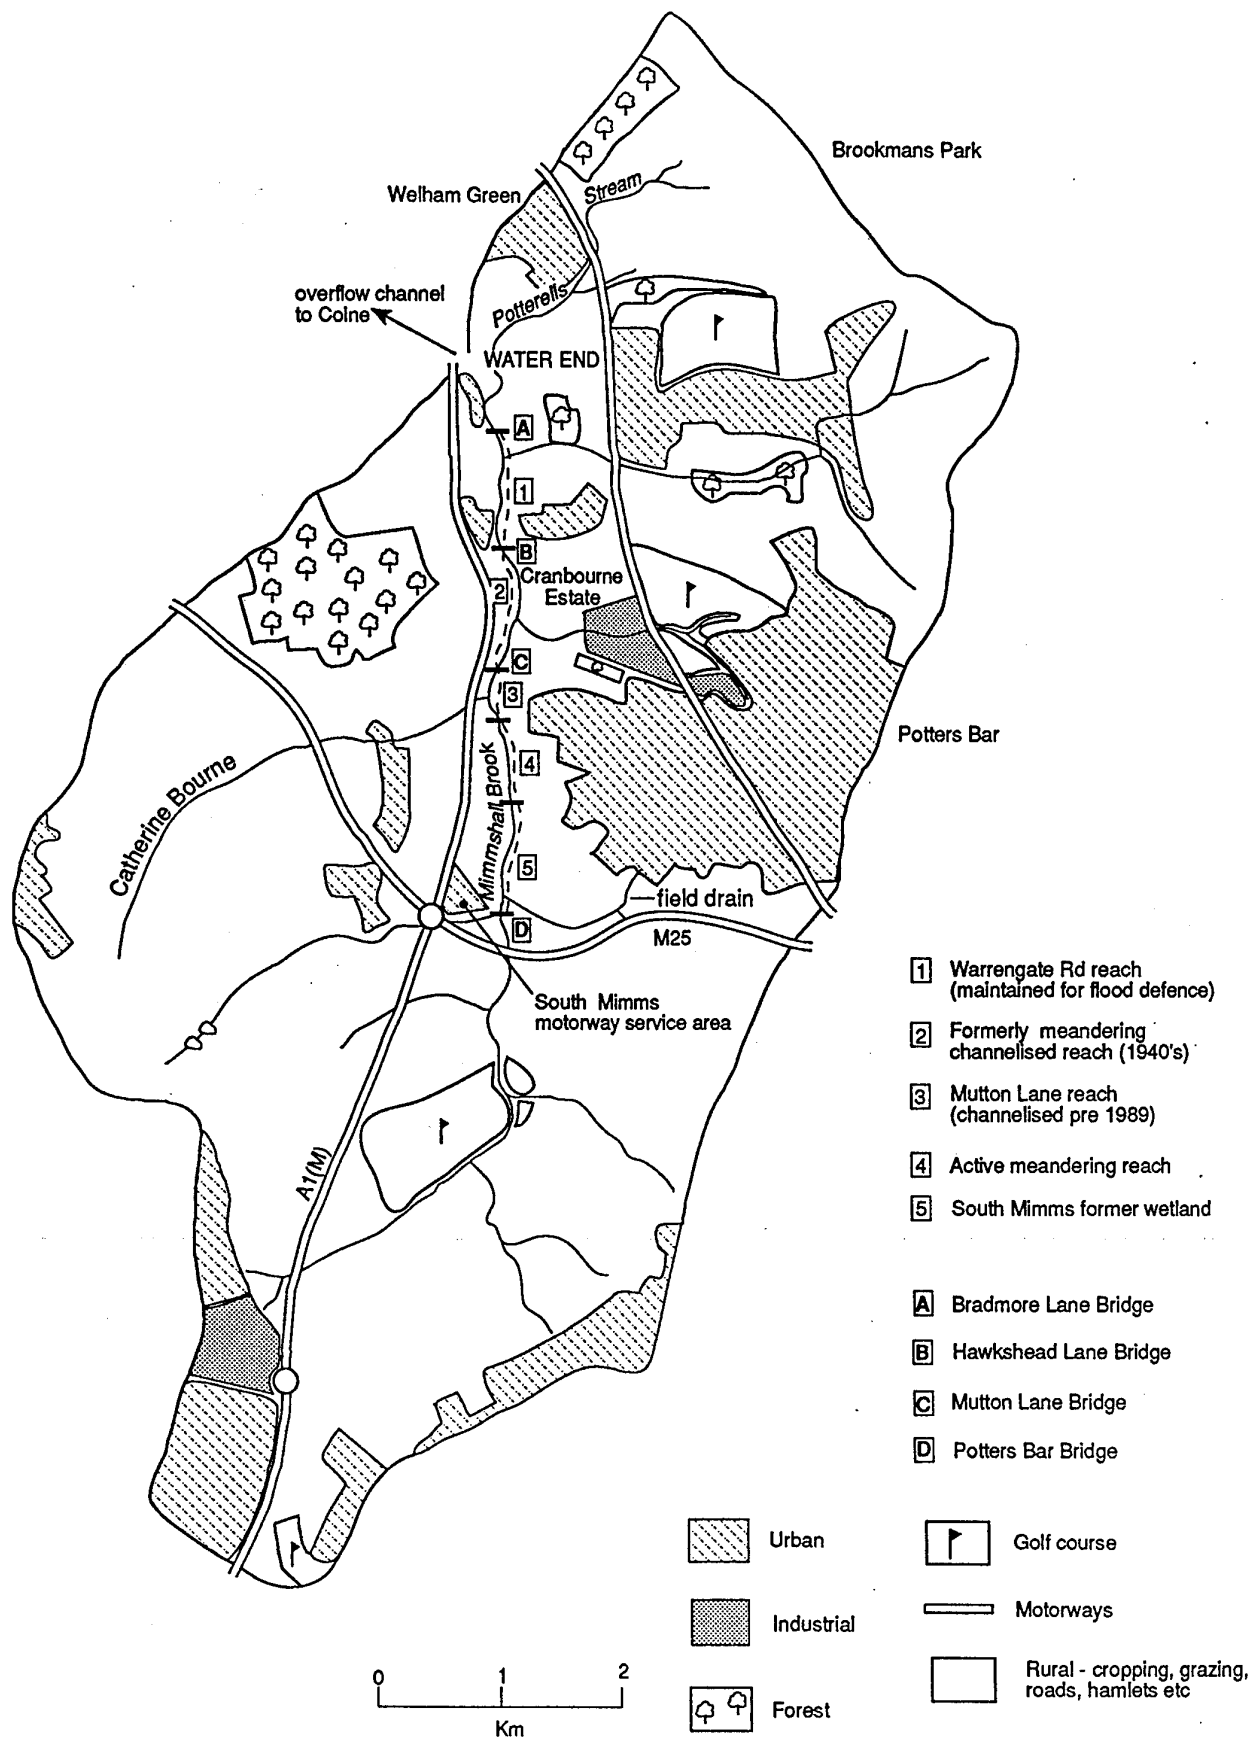 Brookmans Park
Welham Green
Stream
overflow channel
to Colne
Potterells
WATER END
A
1
B
Cranbourne
Estate
2
C
3
Potters Bar
4
Mimmshall Brook
Catherine Bourne
5
field drain
D
M25
South Mimms
motorway service area
A1(M)
1 Warrengate Rd reach
(maintained for flood defence)
2 Formerly meandering
channelised reach (1940's)
3 Mutton Lane reach
(channelised pre 1989)
4 Active meandering reach
5 South Mimms former wetland
A Bradmore Lane Bridge
B Hawkshead Lane Bridge
C Mutton Lane Bridge
D Potters Bar Bridge
Urban
Golf course
Industrial
Motorways
Forest
Rural - cropping, grazing,
roads, hamlets etc
0 1 2
Km